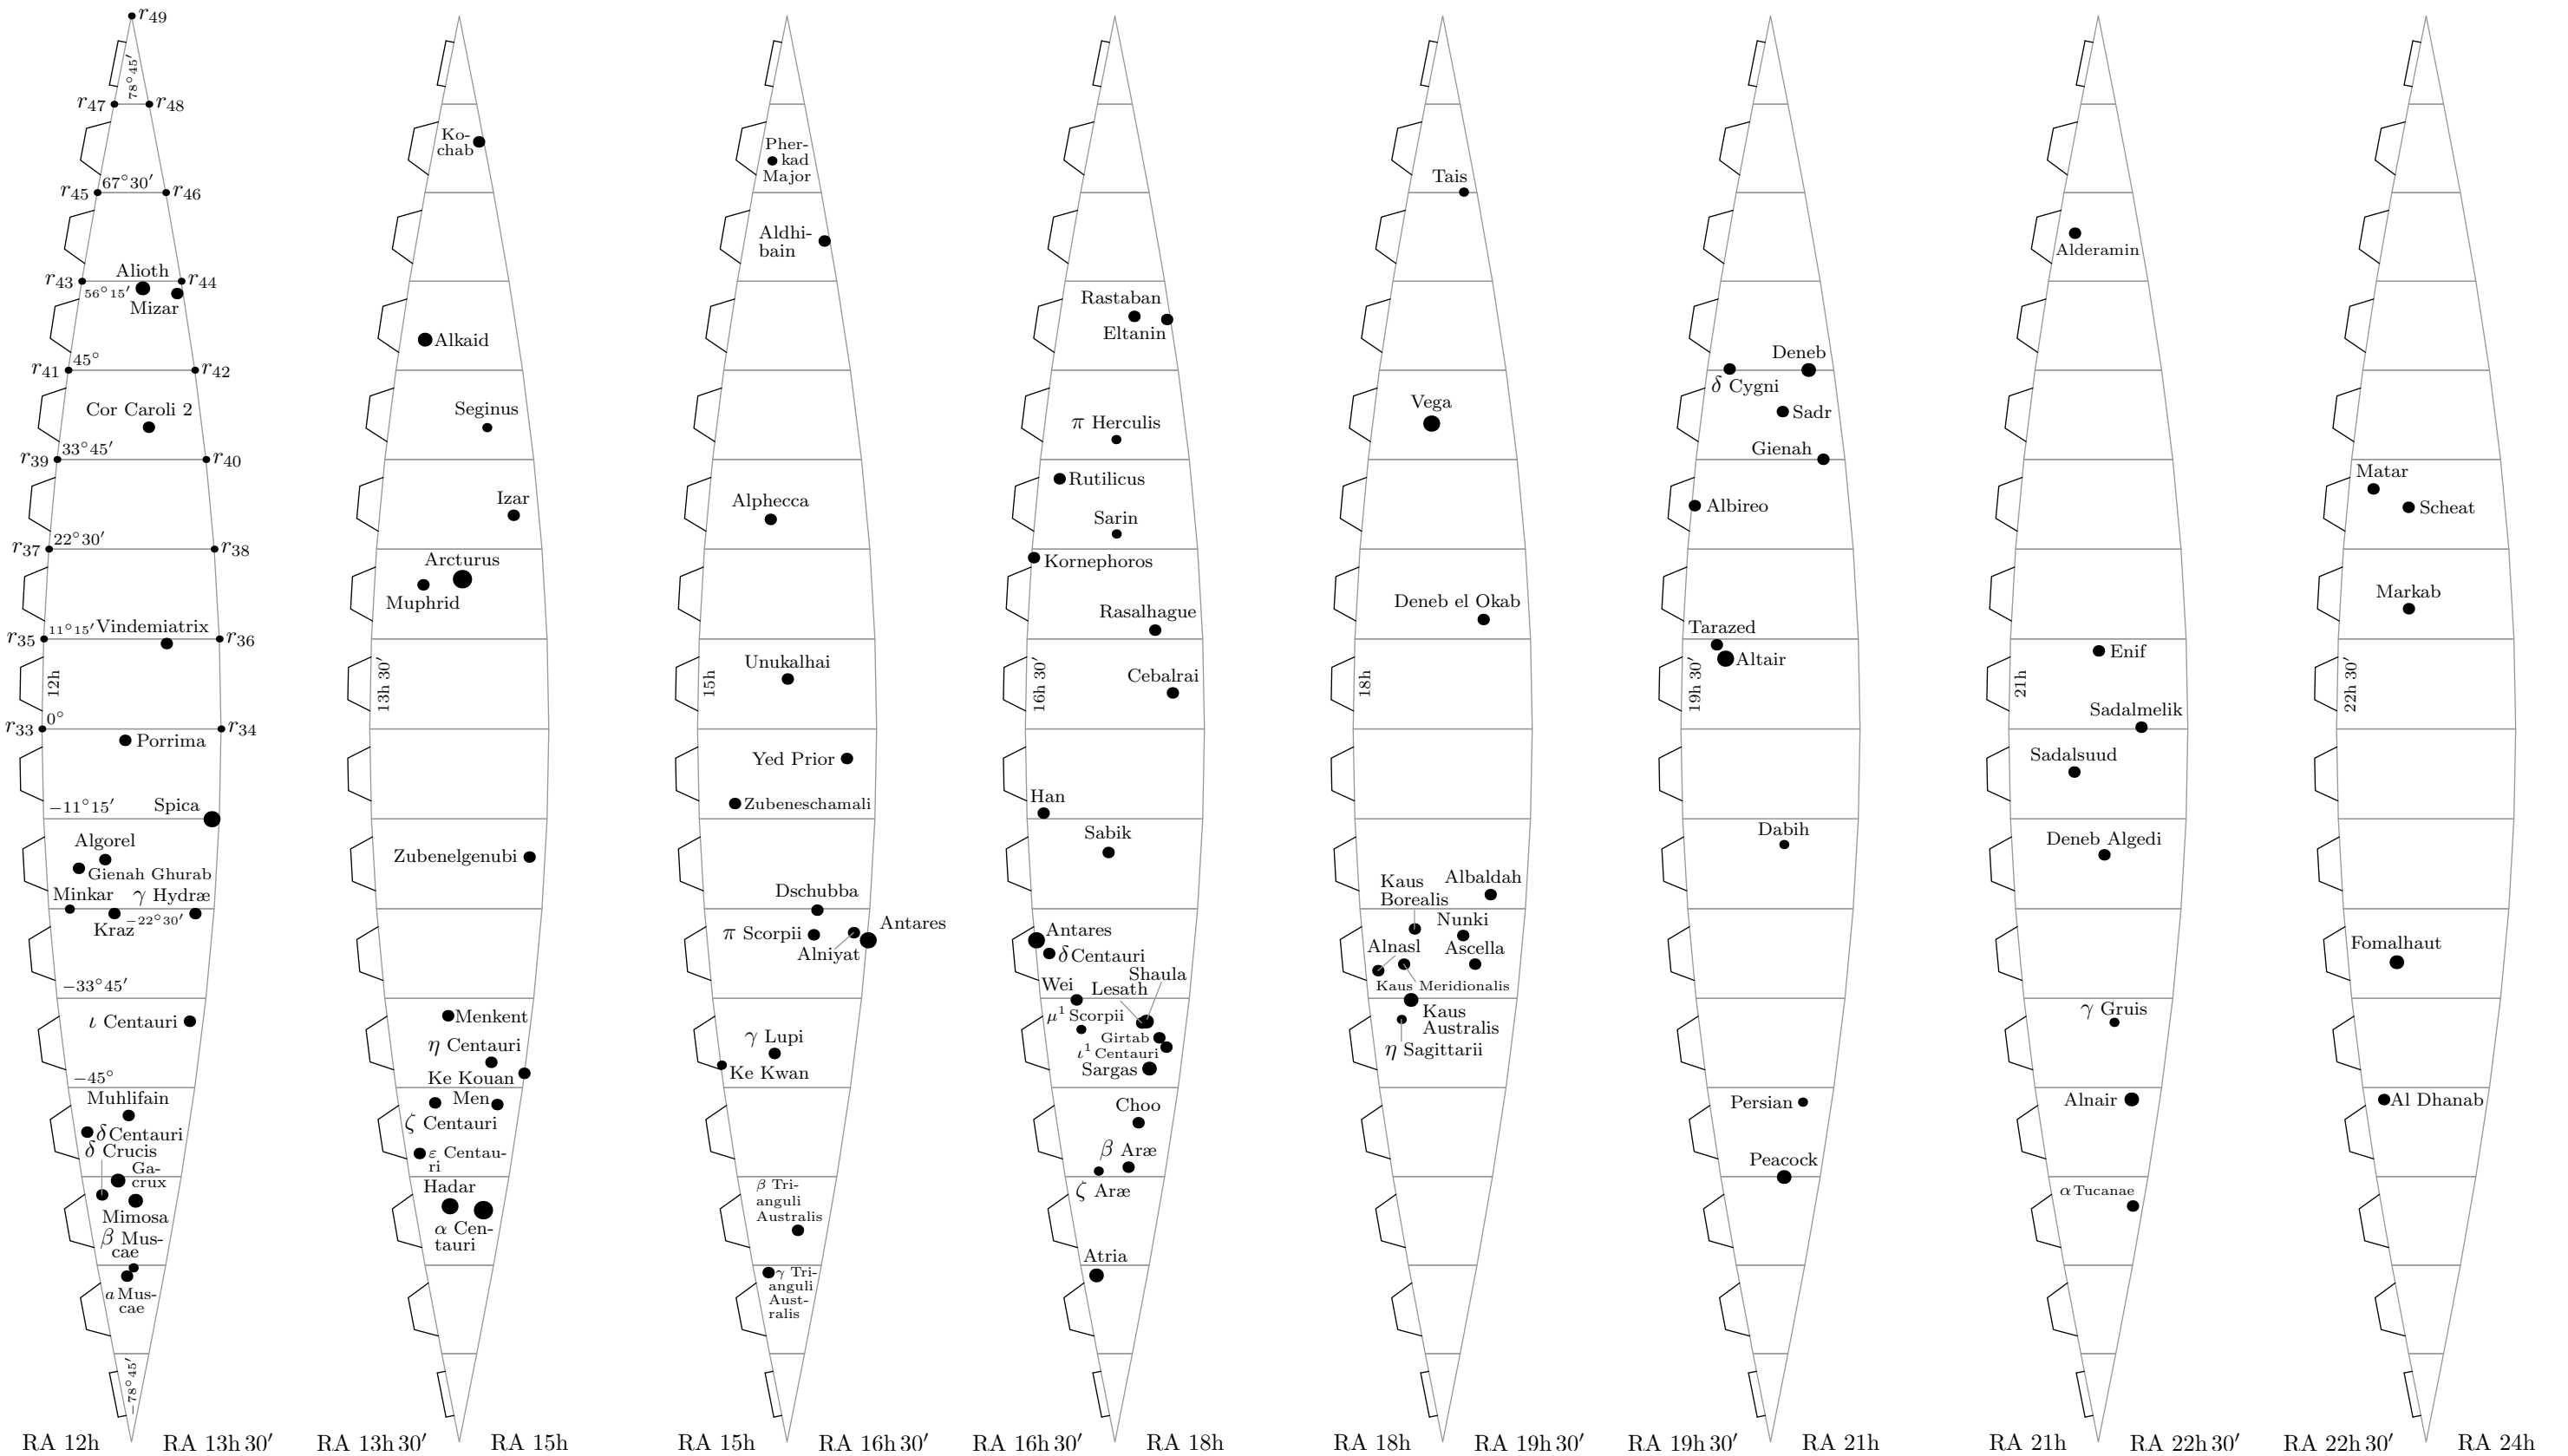 r49
78°45′
r47 r48
r45 67°30′ r46
Alioth
r43 56°15′ r44
Mizar
r41 45° r42
Cor Caroli 2
r39 33°45′ r40
r37 22°30′ r38
r35 11°15′ Vindemiatrix r36
12h
r33 0° r34
Porrima
−11°15′ Spica
Algorel
Gienah Ghurab
Minkar γ Hydræ
Kraz −22°30′
−33°45′
ι Centauri
−45°
Muhlifain
δ Centauri
δ Crucis
Ga-
crux
Mimosa
β Mus-
cae
a Mus-
cae
−78°45′
RA 12h RA 13h 30′
Ko-
chab
Alkaid
Seginus
Izar
Arcturus
Muphrid
13h 30′
Zubenelgenubi
Menkent
η Centauri
Ke Kouan
Men
ζ Centauri
ε Centau-
ri
Hadar
α Cen-
tauri
RA 13h 30′ RA 15h
Pher-
kad
Major
Aldhi-
bain
Alphecca
Unukalhai
15h
Yed Prior
Zubeneschamali
Dschubba
Antares
π Scorpii
Alniyat
γ Lupi
Ke Kwan
β Tri-
anguli
Australis
γ Tri-
anguli
Aust-
ralis
RA 15h RA 16h 30′
Rastaban
Eltanin
π Herculis
Rutilicus
Sarin
Kornephoros
Rasalhague
Cebalrai
16h 30′
Han
Sabik
Antares
δ Centauri
Shaula
Wei Lesath
μ1 Scorpii
Girtab
ι1 Centauri
Sargas
Choo
β Aræ
ζ Aræ
Atria
RA 16h 30′ RA 18h
Tais
Vega
Deneb el Okab
18h
Kaus
Borealis
Albaldah
Nunki
Alnasl Ascella
Kaus Meridionalis
Kaus
Australis
η Sagittarii
RA 18h RA 19h 30′
Deneb
δ Cygni
Sadr
Gienah
Albireo
Tarazed
Altair
19h 30′
Dabih
Persian
Peacock
RA 19h 30′ RA 21h
Alderamin
Enif
21h
Sadalmelik
Sadalsuud
Deneb Algedi
γ Gruis
Alnair
α Tucanae
RA 21h RA 22h 30′
Matar
Scheat
Markab
22h 30′
Fomalhaut
Al Dhanab
RA 22h 30′ RA 24h